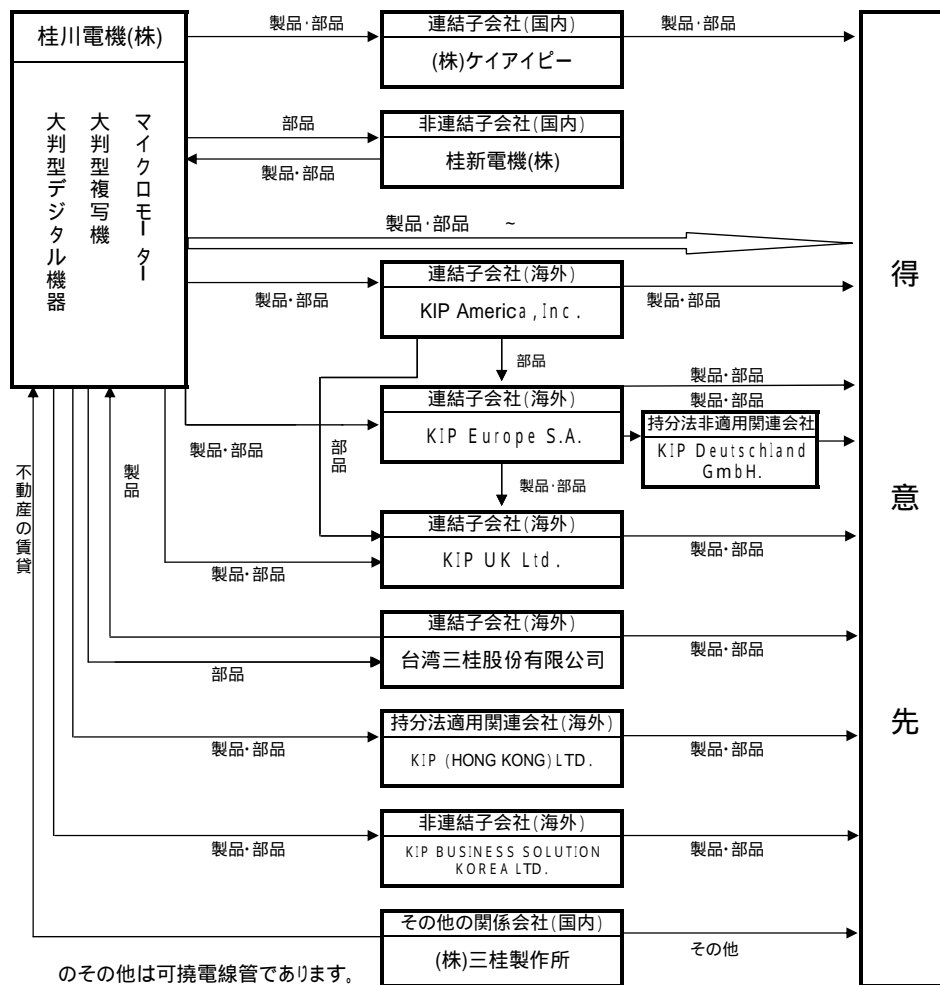 桂川電機(株)
大判型デジタル機器
大判型複写機
マイクロモーター
製品・部品
連結子会社(国内)
(株)ケイアイピー
製品・部品
部品
製品・部品
非連結子会社(国内)
桂新電機(株)
製品・部品 ~
製品・部品
連結子会社(海外)
KIP America,Inc.
製品・部品
部品
製品・部品
部品
連結子会社(海外)
KIP Europe S.A.
製品・部品
製品・部品
持分法非適用関連会社
KIP Deutschland
GmbH.
製品・部品
製品・部品
連結子会社(海外)
KIP UK Ltd.
製品・部品
不動産の賃貸
製品
部品
連結子会社(海外)
台湾三桂股份有限公司
製品・部品
製品・部品
持分法適用関連会社(海外)
KIP (HONG KONG)LTD.
製品・部品
製品・部品
非連結子会社(海外)
KIP BUSINESS SOLUTION
KOREA LTD.
製品・部品
その他の関係会社(国内)
(株)三桂製作所
その他
得意先
のその他は可撓電線管であります。